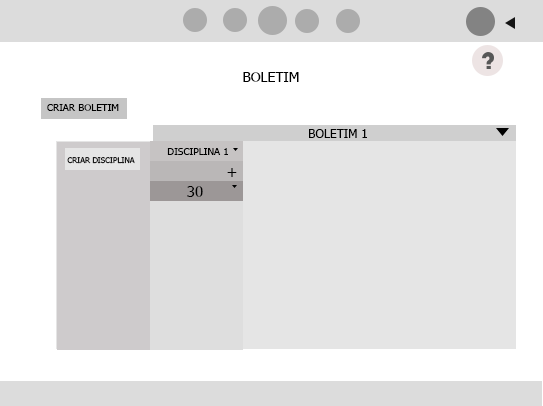 ?
BOLETIM
CRIAR BOLETIM
BOLETIM 1
CRIAR DISCIPLINA
DISCIPLINA 1
+
30